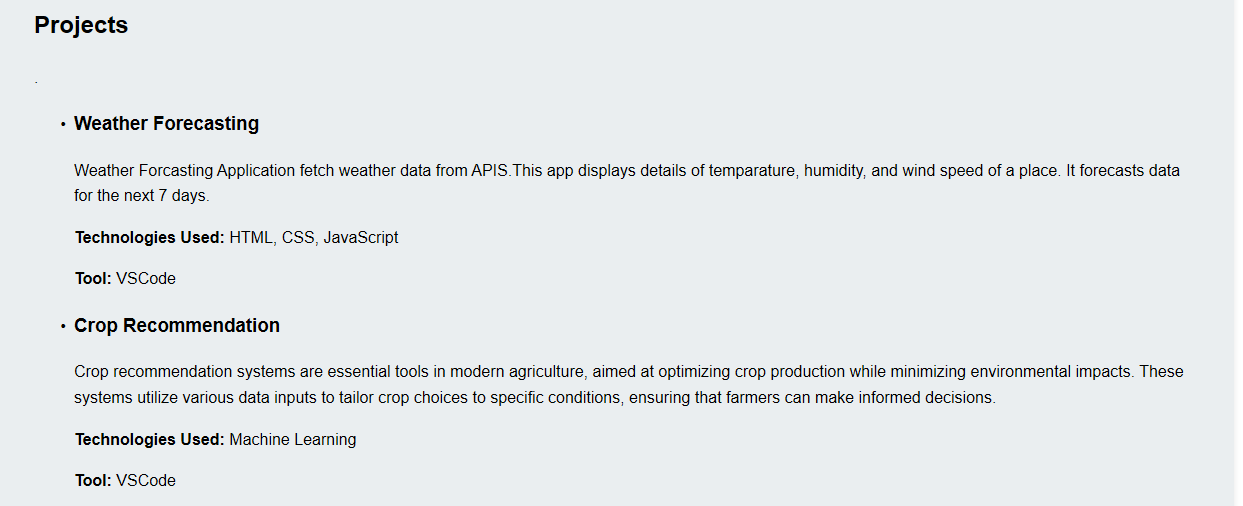 Projects
.
• Weather Forecasting
Weather Forcasting Application fetch weather data from APIS.This app displays details of temparature, humidity, and wind speed of a place. It forecasts data
for the next 7 days.
Technologies Used: HTML, CSS, JavaScript
Tool: VSCode
• Crop Recommendation
Crop recommendation systems are essential tools in modern agriculture, aimed at optimizing crop production while minimizing environmental impacts. These
systems utilize various data inputs to tailor crop choices to specific conditions, ensuring that farmers can make informed decisions.
Technologies Used: Machine Learning
Tool: VSCode